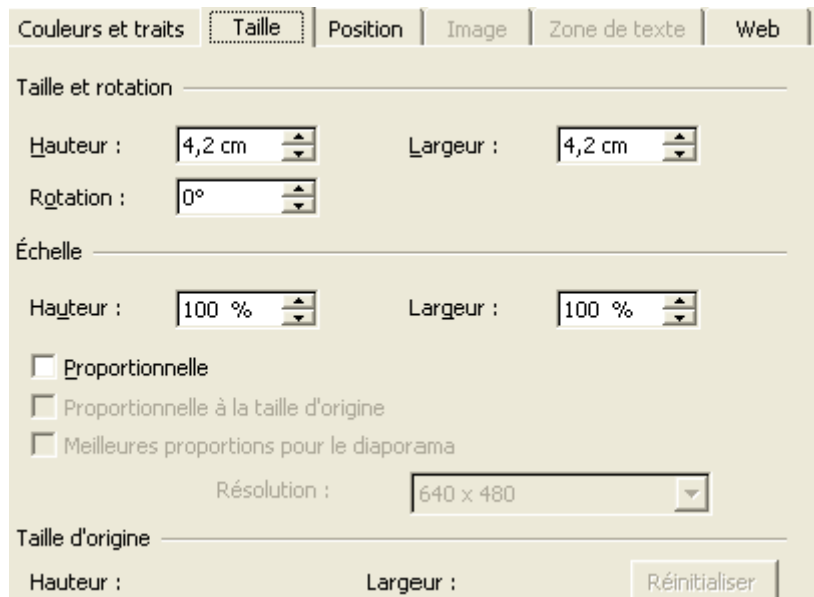 Couleurs et traits Taille Position Image Zone de texte Web
Taille et rotation
Hauteur : 4,2 cm Largeur : 4,2 cm
Rotation : 0°
Échelle
Hauteur : 100 % Largeur : 100 %
Proportionnelle
Proportionnelle à la taille d'origine
Meilleures proportions pour le diaporama
Résolution : 640 x 480
Taille d'origine
Hauteur : Largeur : Réinitialiser